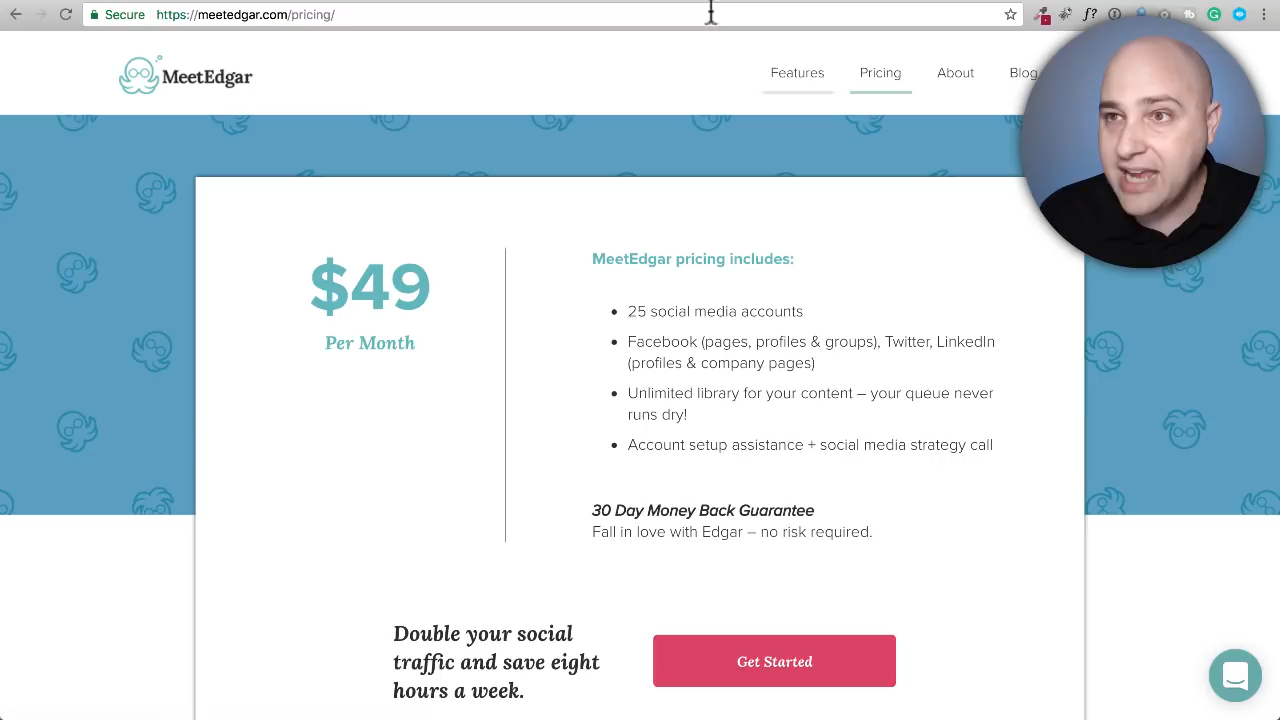 Secure https://meetedgar.com/pricing/
MeetEdgar
Features Pricing About Blog
$49
Per Month
MeetEdgar pricing includes:
• 25 social media accounts
• Facebook (pages, profiles & groups), Twitter, LinkedIn
(profiles & company pages)
• Unlimited library for your content – your queue never
runs dry!
• Account setup assistance + social media strategy call
30 Day Money Back Guarantee
Fall in love with Edgar – no risk required.
Double your social
traffic and save eight
hours a week.
Get Started